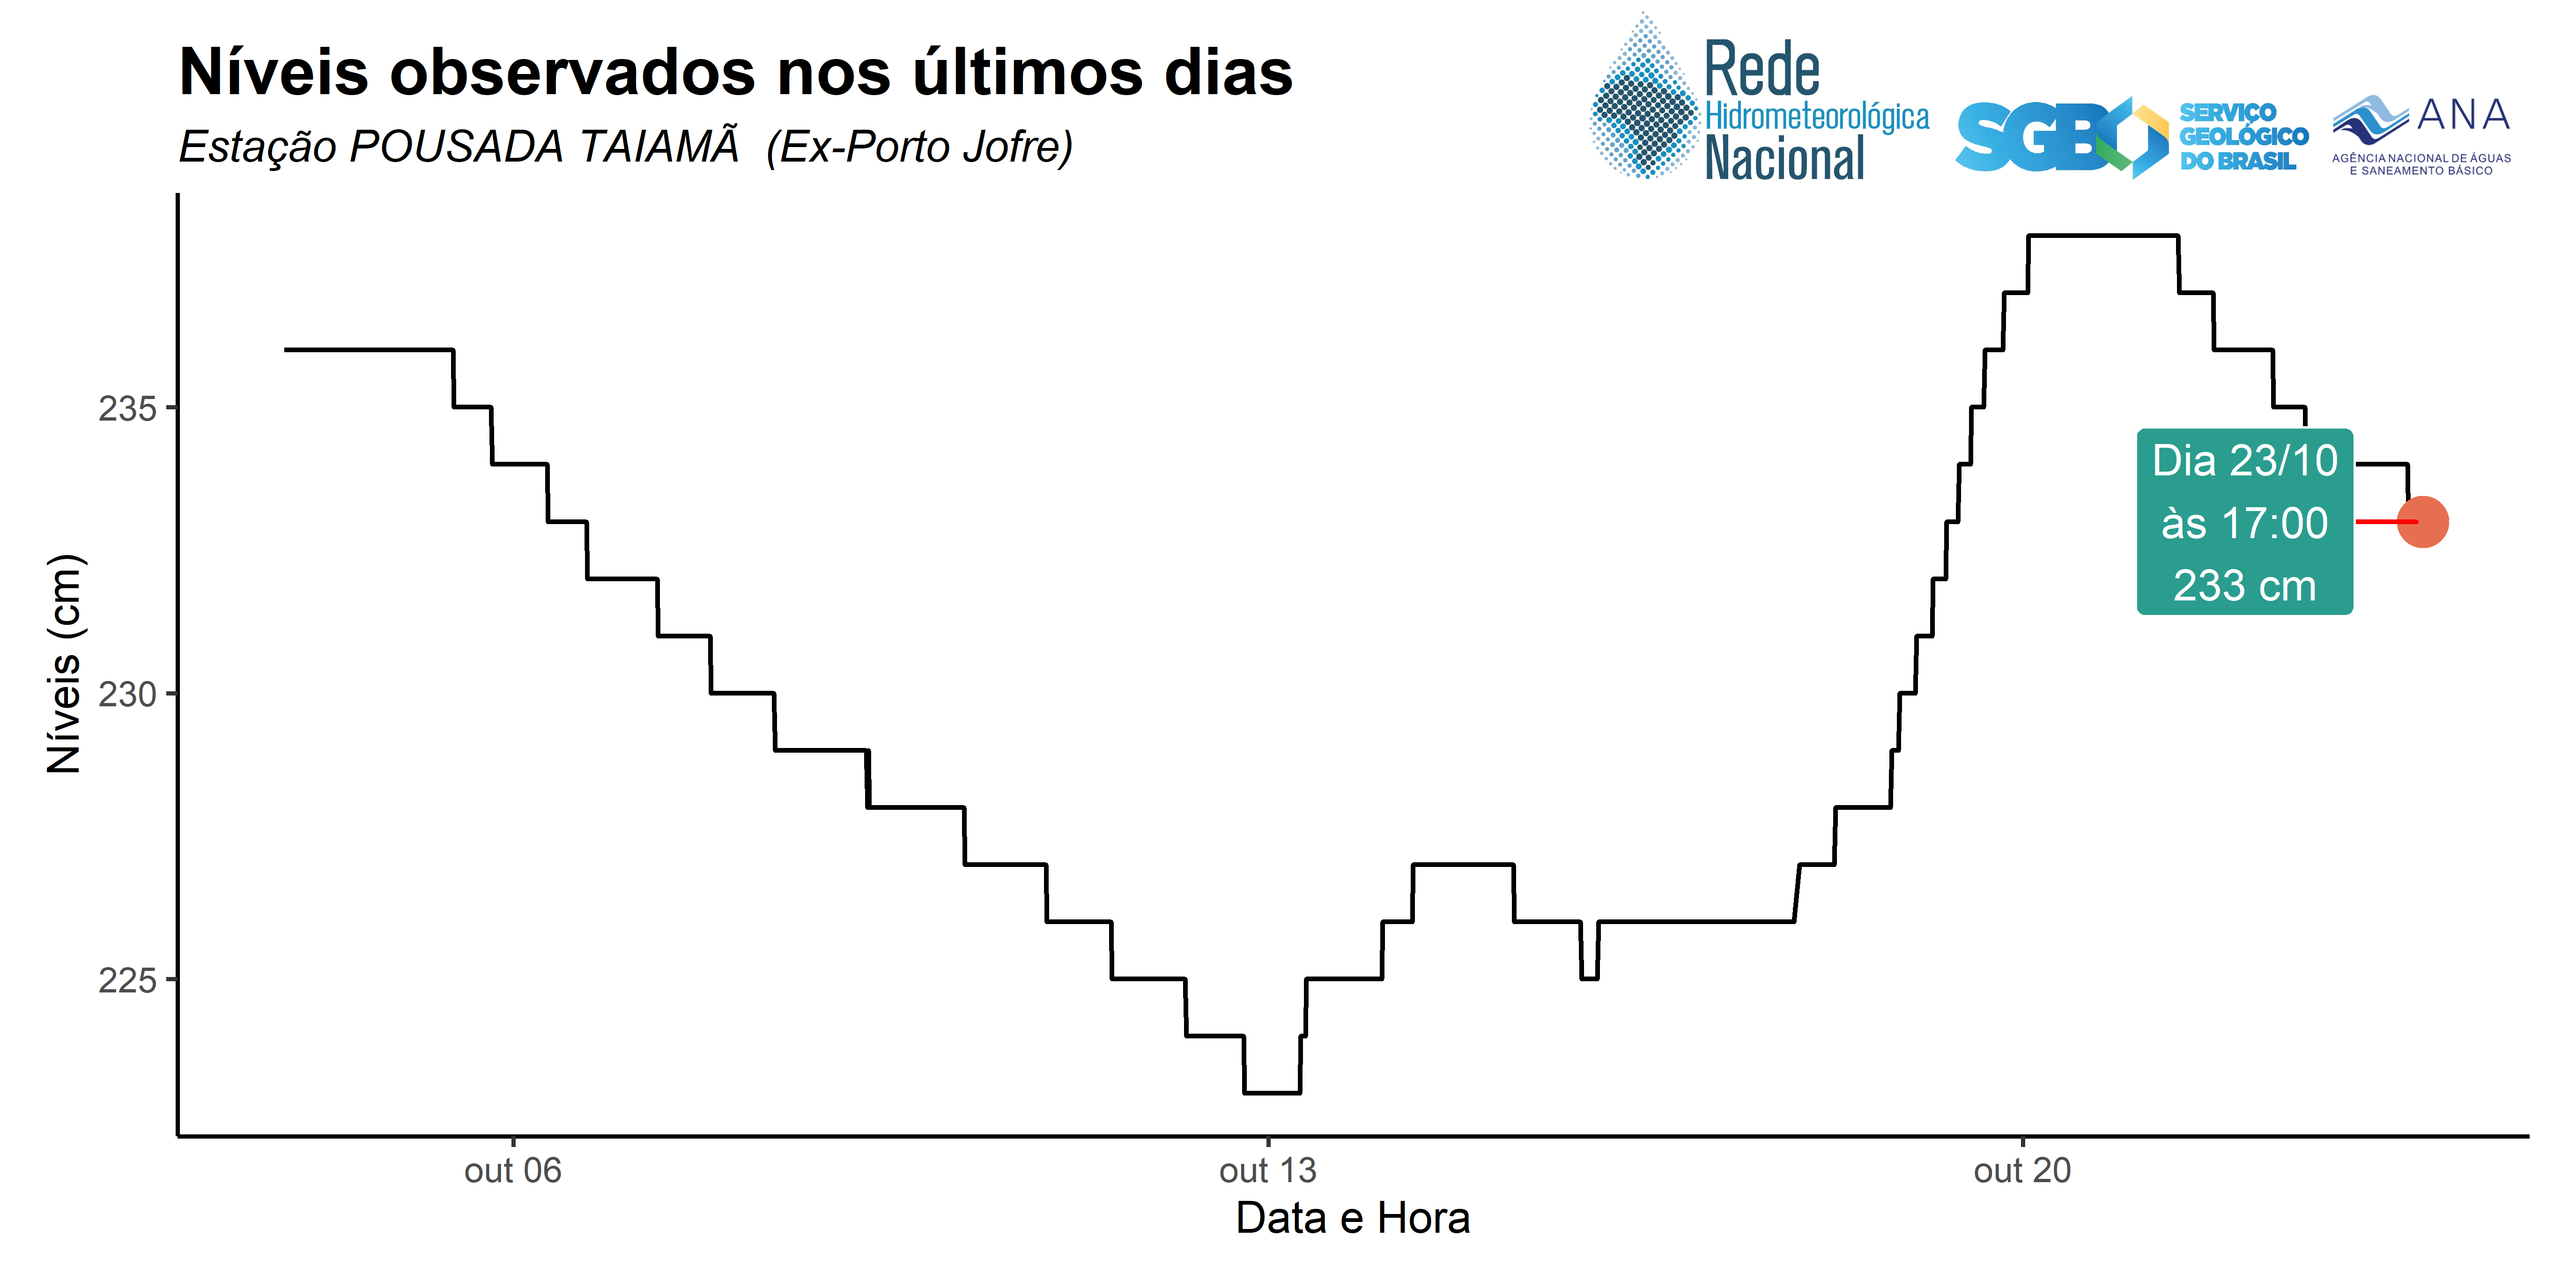 Níveis observados nos últimos dias
Estação POUSADA TAIAMÃ (Ex-Porto Jofre)
Rede
Hidrometeorológica
Nacional
SGB
SERVIÇO
GEOLÓGICO
DO BRASIL
ANA
AGÊNCIA NACIONAL DE ÁGUAS
E SANEAMENTO BÁSICO
Níveis (cm)
235
230
225
Dia 23/10
às 17:00
233 cm
out 06
out 13
out 20
Data e Hora